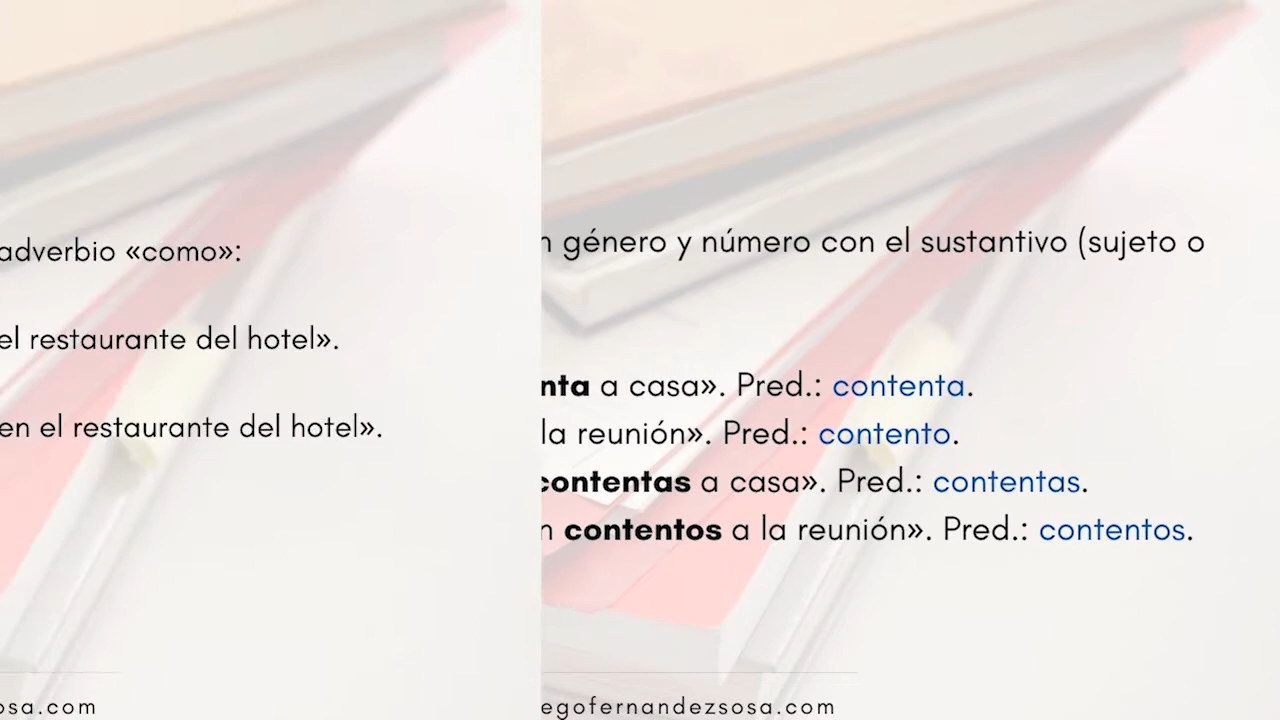 adverbio «como»:
el restaurante del hotel».
en el restaurante del hotel».
osa.com
n género y número con el sustantivo (sujeto o
nta a casa». Pred.: contenta.
la reunión». Pred.: contento.
contentas a casa». Pred.: contentas.
n contentos a la reunión». Pred.: contentos.
egofernandezsosa.com